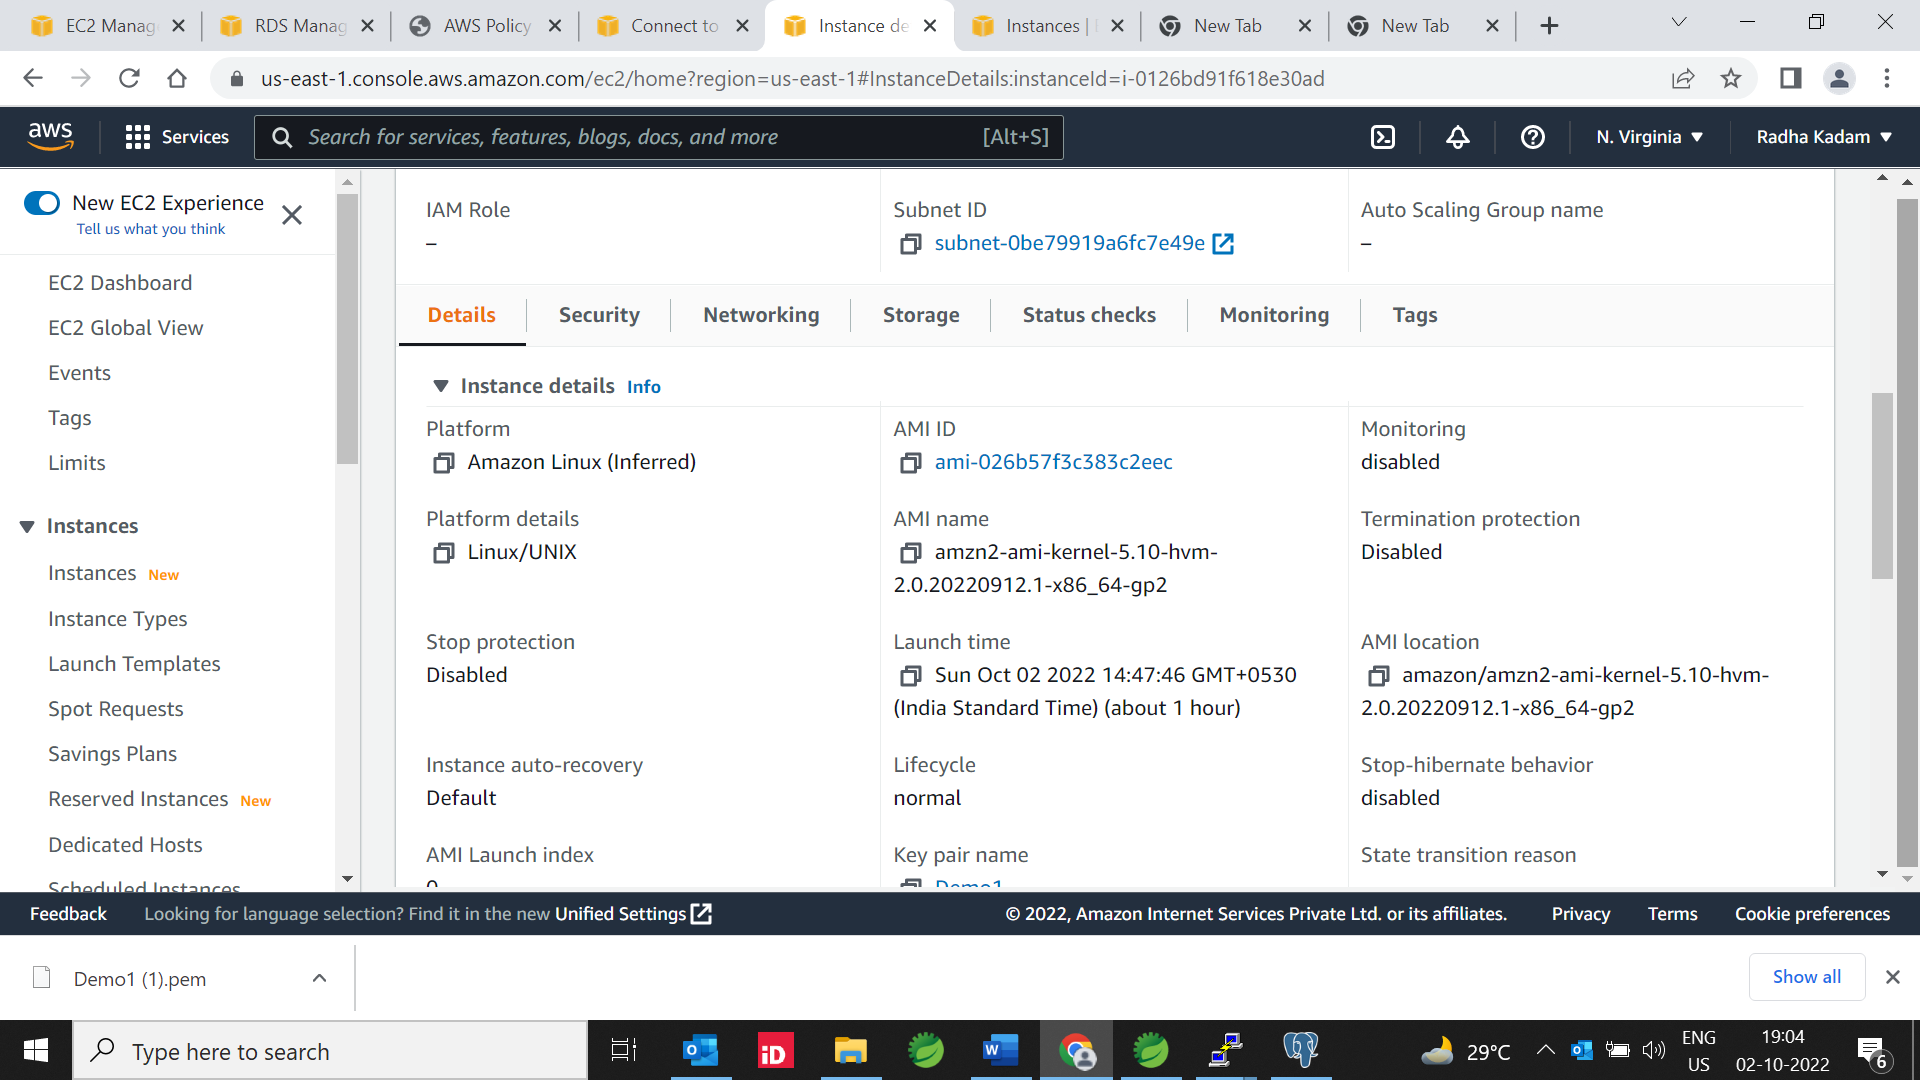 EC2 Manag
RDS Manag
AWS Policy
Connect to
Instance de
Instances |
New Tab
New Tab
us-east-1.console.aws.amazon.com/ec2/home?region=us-east-1#InstanceDetails:instanceId=i-0126bd91f618e30ad
aws
Services
Search for services, features, blogs, docs, and more
[Alt+S]
N. Virginia
Radha Kadam
New EC2 Experience
Tell us what you think
EC2 Dashboard
EC2 Global View
Events
Tags
Limits
Instances
Instances New
Instance Types
Launch Templates
Spot Requests
Savings Plans
Reserved Instances New
Dedicated Hosts
Scheduled Instances
IAM Role
–
Subnet ID
subnet-0be79919a6fc7e49e
Auto Scaling Group name
–
Details
Security
Networking
Storage
Status checks
Monitoring
Tags
Instance details Info
Platform
Amazon Linux (Inferred)
AMI ID
ami-026b57f3c383c2eec
Monitoring
disabled
Platform details
Linux/UNIX
AMI name
amzn2-ami-kernel-5.10-hvm-
2.0.20220912.1-x86_64-gp2
Termination protection
Disabled
Stop protection
Disabled
Launch time
Sun Oct 02 2022 14:47:46 GMT+0530
(India Standard Time) (about 1 hour)
AMI location
amazon/amzn2-ami-kernel-5.10-hvm-
2.0.20220912.1-x86_64-gp2
Instance auto-recovery
Default
Lifecycle
normal
Stop-hibernate behavior
disabled
AMI Launch index
0
Key pair name
Demo1
State transition reason
Feedback
Looking for language selection? Find it in the new Unified Settings
© 2022, Amazon Internet Services Private Ltd. or its affiliates.
Privacy
Terms
Cookie preferences
Demo1 (1).pem
Show all
Type here to search
iD
29°C
ENG
US
19:04
02-10-2022
6